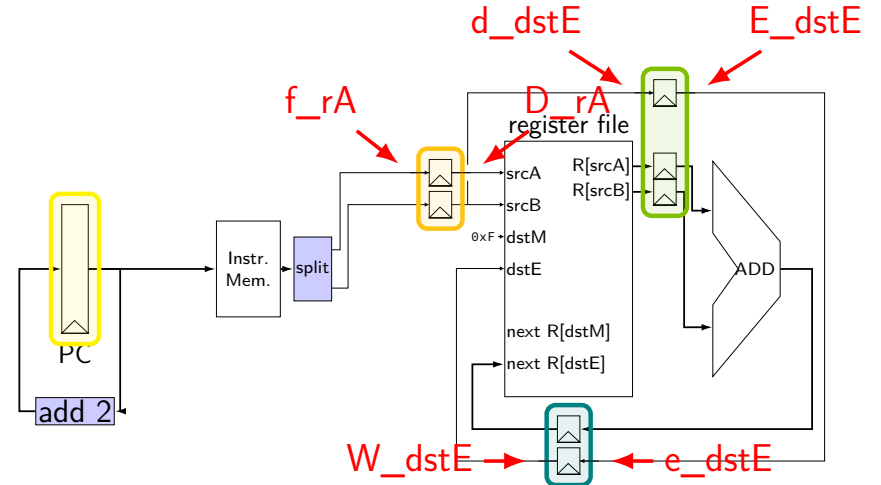 d_dstE
E_dstE
f_rA
D_rA
register file
R[srcA]
srcA
R[srcB]
srcB
0xF
dstM
Instr.
Mem.
split
dstE
ADD
next R[dstM]
PC
next R[dstE]
add 2
W_dstE
e_dstE